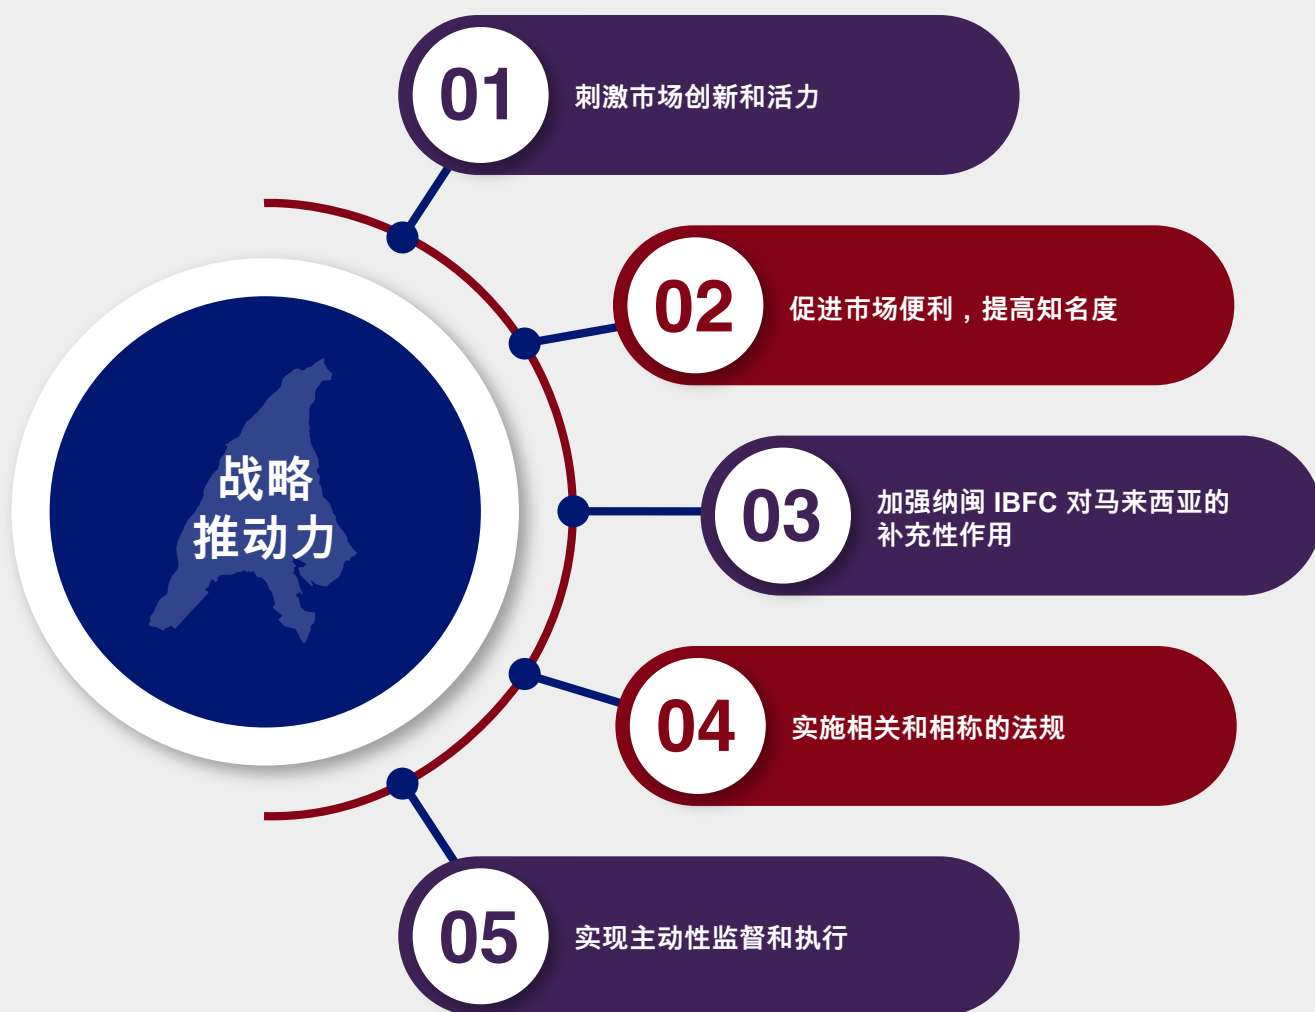 战略
推动力
01
刺激市场创新和活力
02
促进市场便利，提高知名度
03
加强纳闽 IBFC 对马来西亚的
补充性作用
04
实施相关和相称的法规
05
实现主动性监督和执行